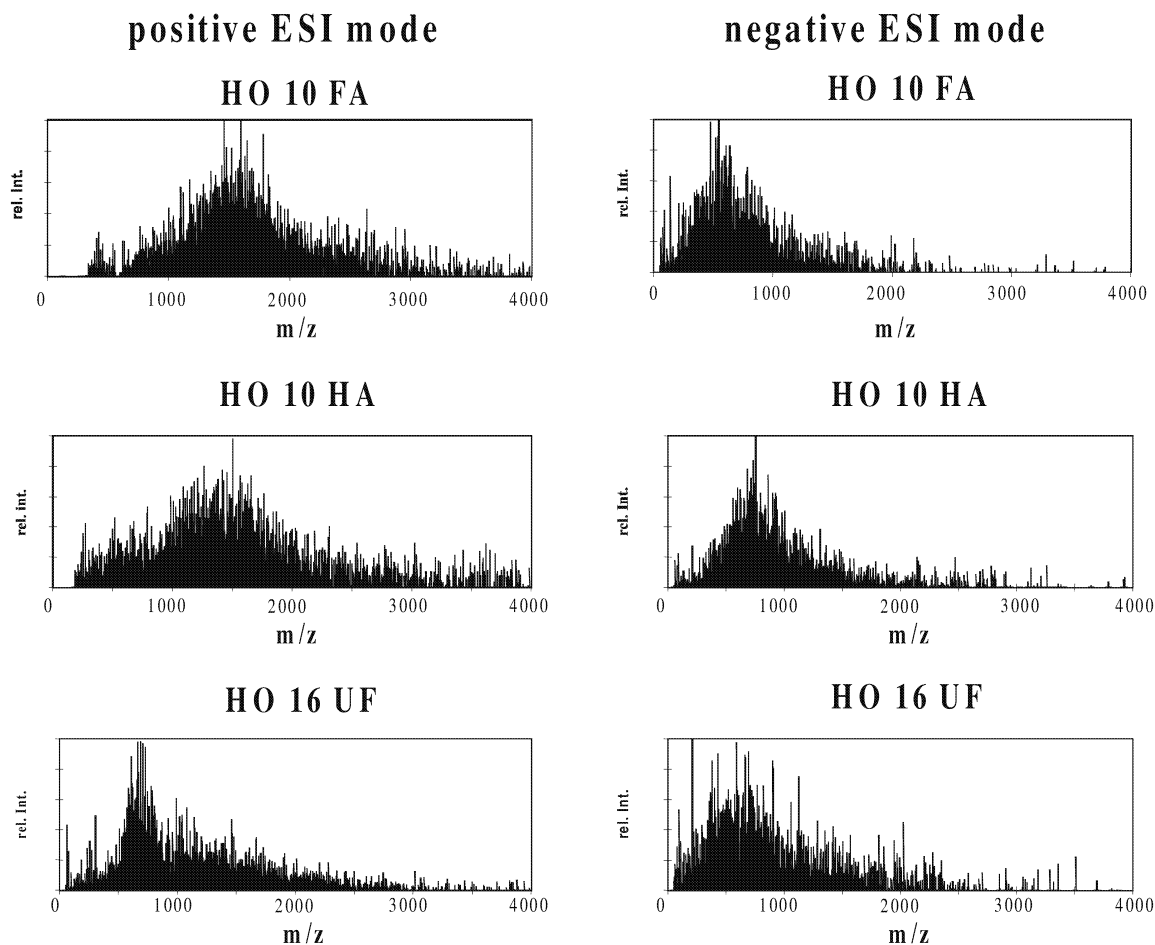 positive ESI mode
negative ESI mode
HO 10 FA
rel. Int.
0 1000 2000 3000 4000
m/z
HO 10 FA
rel. Int.
0 1000 2000 3000 4000
m/z
HO 10 HA
rel. int.
0 1000 2000 3000 4000
m/z
HO 10 HA
rel. Int.
0 1000 2000 3000 4000
m/z
HO 16 UF
rel. Int.
0 1000 2000 3000 4000
m/z
HO 16 UF
rel. Int.
0 1000 2000 3000 4000
m/z